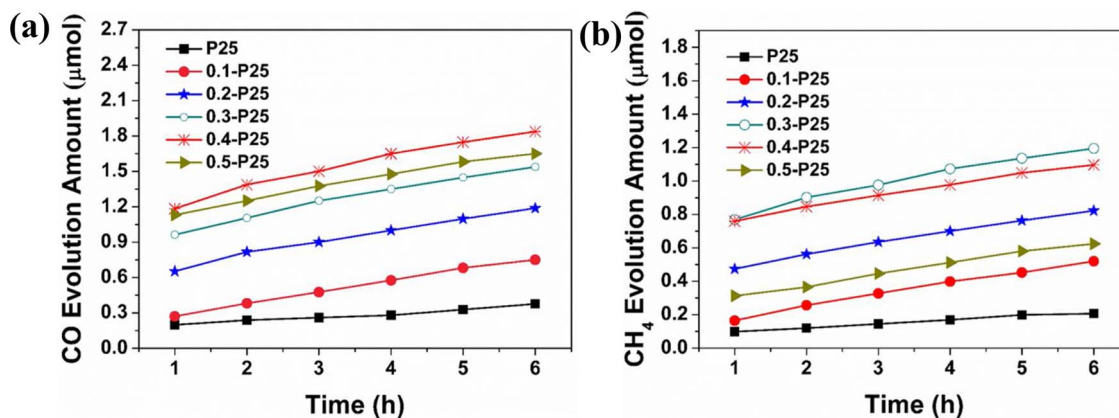 (a)
CO Evolution Amount (μmol)
2.7
2.4
2.1
1.8
1.5
1.2
0.9
0.6
0.3
0.0
P25
0.1-P25
0.2-P25
0.3-P25
0.4-P25
0.5-P25
1 2 3 4 5 6
Time (h)
(b)
CH₄ Evolution Amount (μmol)
1.8
1.6
1.4
1.2
1.0
0.8
0.6
0.4
0.2
0.0
P25
0.1-P25
0.2-P25
0.3-P25
0.4-P25
0.5-P25
1 2 3 4 5 6
Time (h)